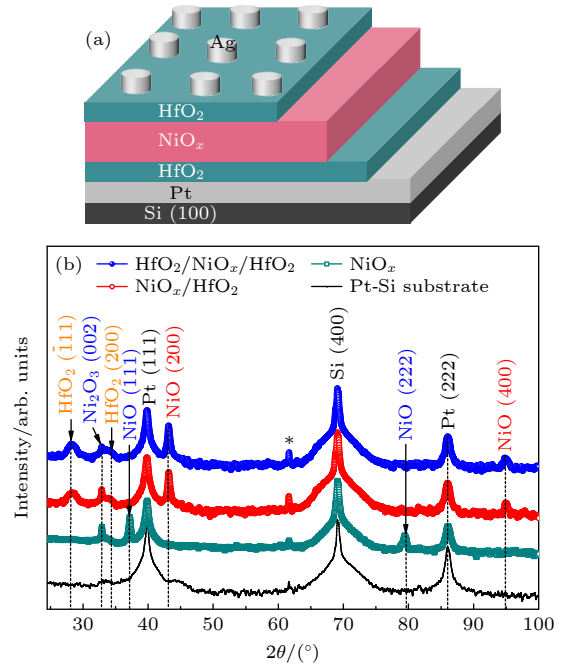 (a)
Ag
HfO₂
NiOₓ
HfO₂
Pt
Si (100)
(b)
HfO₂/NiOₓ/HfO₂
NiOₓ
NiOₓ/HfO₂
Pt-Si substrate
HfO₂ (1̄11)
Ni₂O₃ (002)
HfO₂ (200)
NiO (111)
Pt (111)
NiO (200)
*
Si (400)
NiO (222)
Pt (222)
NiO (400)
Intensity/arb. units
30 40 50 60 70 80 90 100
2θ/(°)